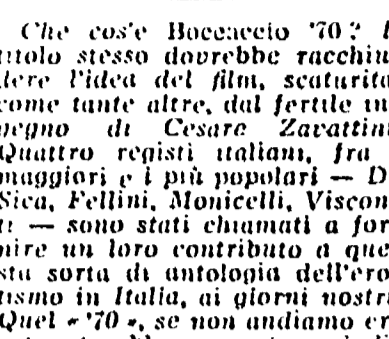 Che cos'è Boccaccio '70? I
titolo stesso dovrebbe racchiu
dere l'idea del film, scaturita
come tante altre, dal fertile in
gegno di Cesare Zavattini
Quattro registi italiani, fra
maggiori e i più popolari — D
Sica, Fellini, Monicelli, Viscon
ti — sono stati chiamati a for
nire un loro contributo a que
sta sorta di antologia dell'ero
tismo in Italia, ai giorni nostri
Quel « '70 », se non andiamo er